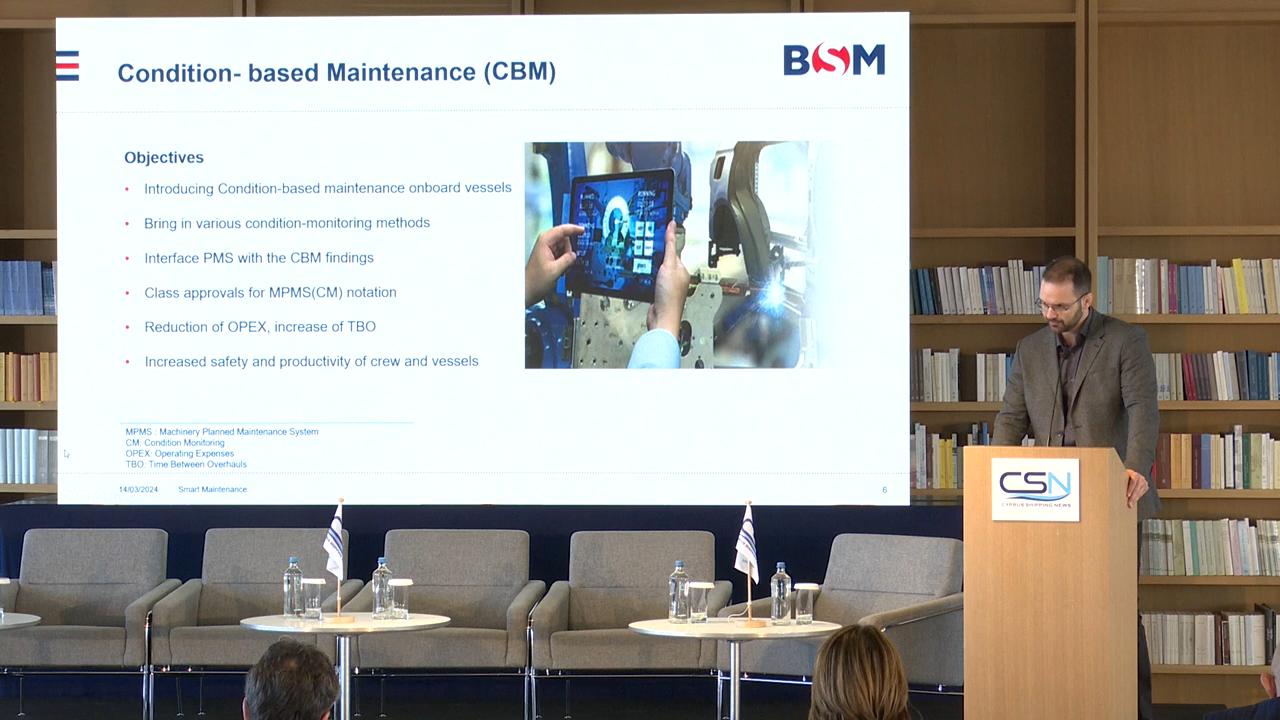 Condition- based Maintenance (CBM)
BSM
Objectives
• Introducing Condition-based maintenance onboard vessels
• Bring in various condition-monitoring methods
• Interface PMS with the CBM findings
• Class approvals for MPMS(CM) notation
• Reduction of OPEX, increase of TBO
• Increased safety and productivity of crew and vessels
MPMS : Machinery Planned Maintenance System
CM: Condition Monitoring
OPEX: Operating Expenses
TBO: Time Between Overhauls
14/03/2024 Smart Maintenance 6
CSN
CYPRUS SHIPPING NEWS